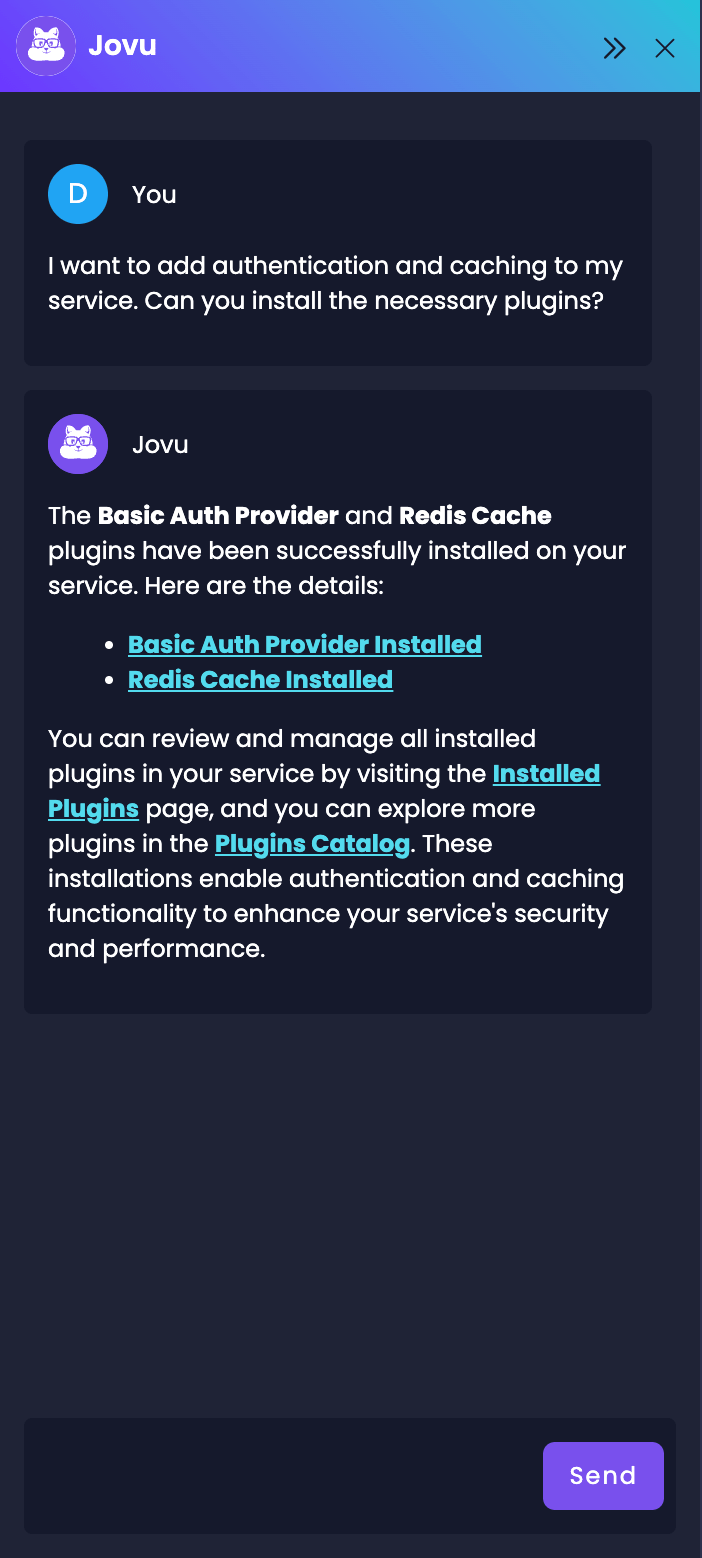 Jovu
D
You
I want to add authentication and caching to my
service. Can you install the necessary plugins?
Jovu
The Basic Auth Provider and Redis Cache
plugins have been successfully installed on your
service. Here are the details:
• Basic Auth Provider Installed
• Redis Cache Installed
You can review and manage all installed
plugins in your service by visiting the Installed
Plugins page, and you can explore more
plugins in the Plugins Catalog. These
installations enable authentication and caching
functionality to enhance your service's security
and performance.
Send